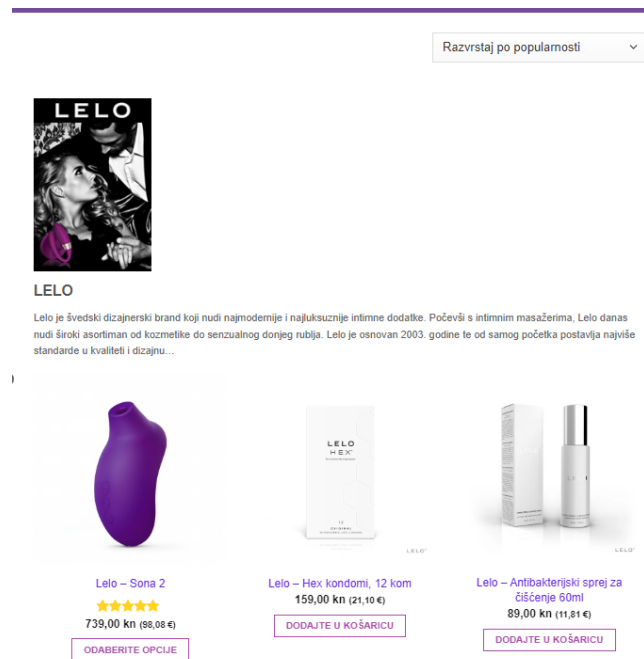 Razvrstaj po popularnosti
LELO
LELO
Lelo je švedski dizajnerski brand koji nudi najmodernije i najluksuznije intimne dodatke. Počevši s intimnim masažerima, Lelo danas
nudi široki asortiman od kozmetike do senzualnog donjeg rublja. Lelo je osnovan 2003. godine te od samog početka postavlja najviše
standarde u kvaliteti i dizajnu…
LELO
HEX™
ORIGINAL
LELO
LELO
Lelo – Sona 2
739,00 kn (98,08 €)
ODABERITE OPCIJE
Lelo – Hex kondomi, 12 kom
159,00 kn (21,10 €)
DODAJTE U KOŠARICU
Lelo – Antibakterijski sprej za
čišćenje 60ml
89,00 kn (11,81 €)
DODAJTE U KOŠARICU